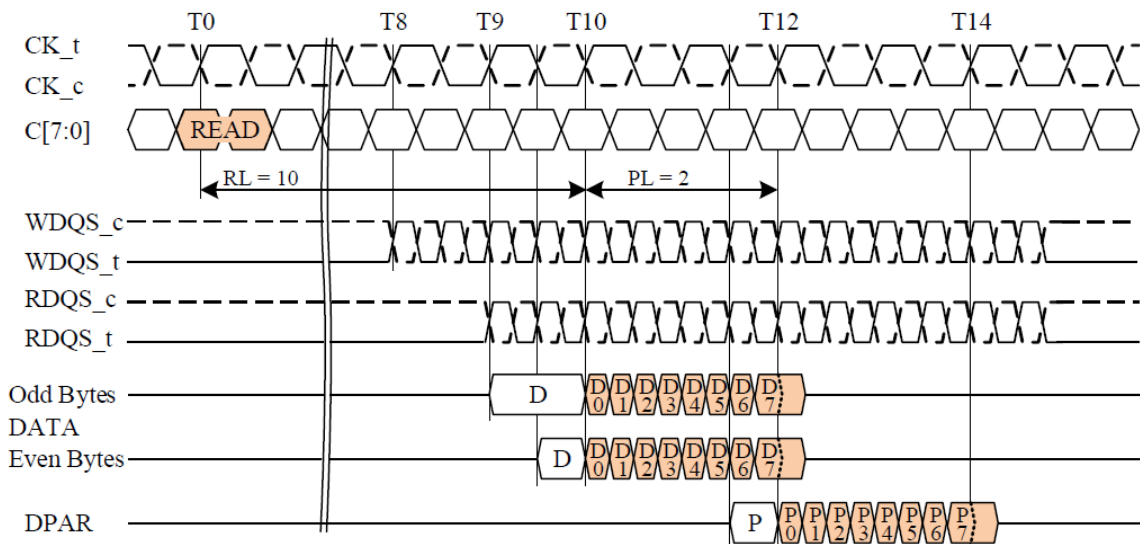 T0 T8 T9 T10 T12 T14
CK_t
CK_c
C[7:0] READ
RL = 10 PL = 2
WDQS_c
WDQS_t
RDQS_c
RDQS_t
Odd Bytes D D0 D1 D2 D3 D4 D5 D6 D7
DATA
Even Bytes D D0 D1 D2 D3 D4 D5 D6 D7
DPAR P P0 P1 P2 P3 P4 P5 P6 P7